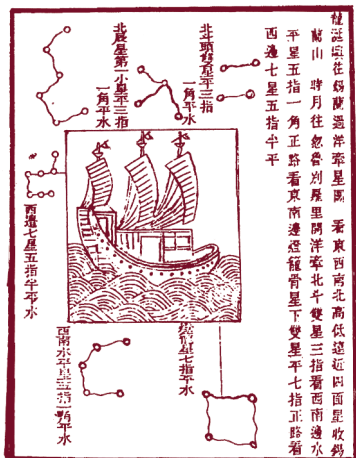 龍涎嶼往錫蘭過洋牽星圖 看東西南北高低遠近四面星收錫
蘭山 時月往忽魯別羅里開洋牽北斗雙星三指看西南邊水
平星五指一角正路看東南邊燈籠骨星下雙星平七指正路看
西邊七星五指半平
北斗頭雙星平三指
一角平水
北辰星第一小星平三指
一角平水
西邊七星五指半平水
燈籠骨星七指平水
西南水平星五指一角平水